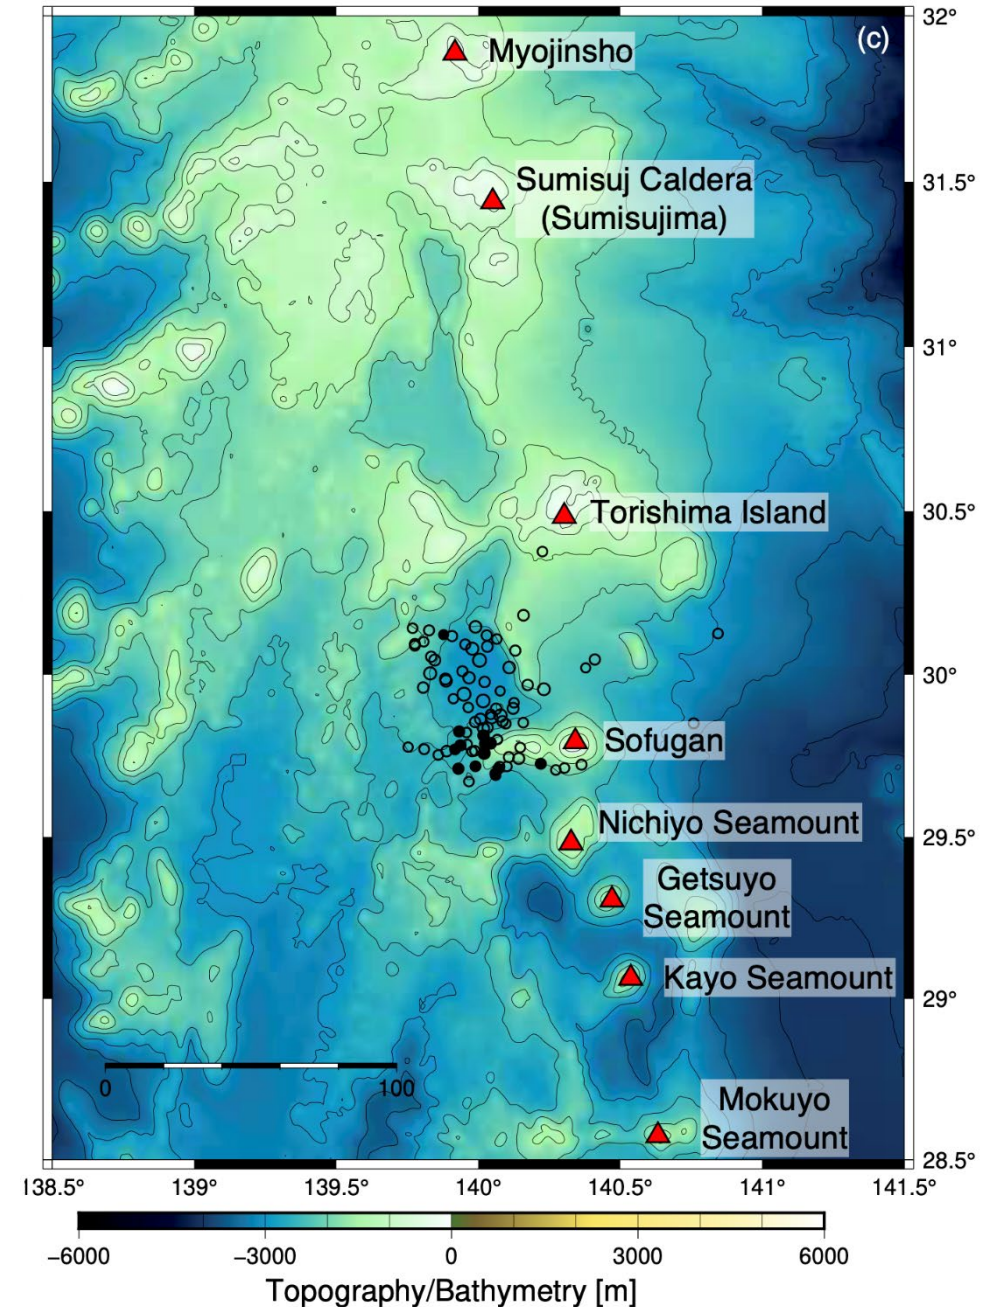 32°
(c)
Myojinsho
31.5°
Sumisuj Caldera
(Sumisujima)
31°
30.5°
Torishima Island
30°
Sofugan
Nichiyo Seamount
29.5°
Getsuyo
Seamount
Kayo Seamount
29°
0 100
Mokuyo
Seamount
28.5°
138.5° 139° 139.5° 140° 140.5° 141° 141.5°
−6000 −3000 0 3000 6000
Topography/Bathymetry [m]